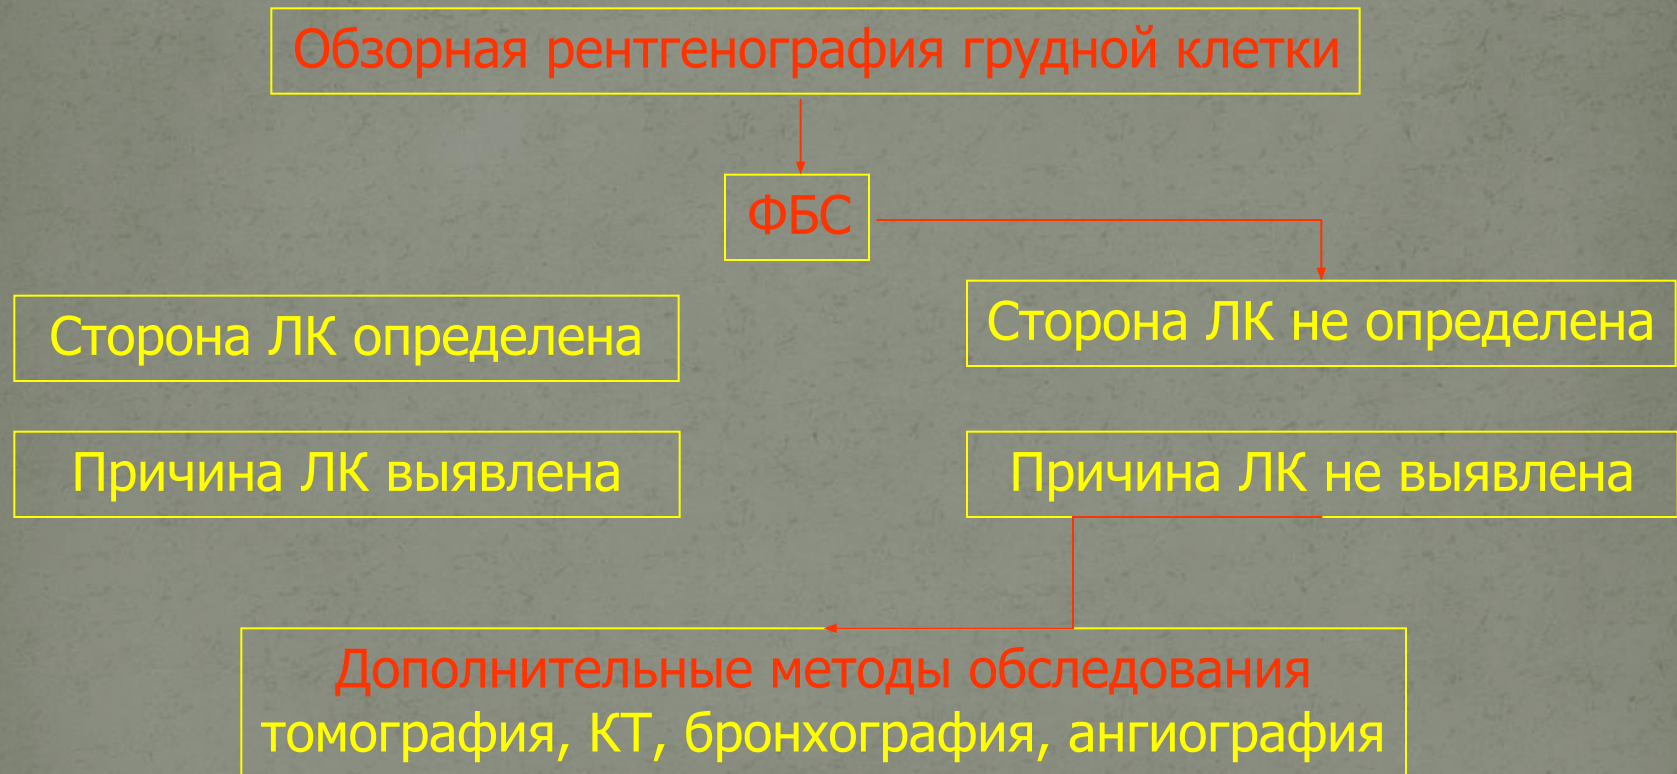 Обзорная рентгенография грудной клетки
ФБС
Сторона ЛК определена
Сторона ЛК не определена
Причина ЛК выявлена
Причина ЛК не выявлена
Дополнительные методы обследования
томография, КТ, бронхография, ангиография